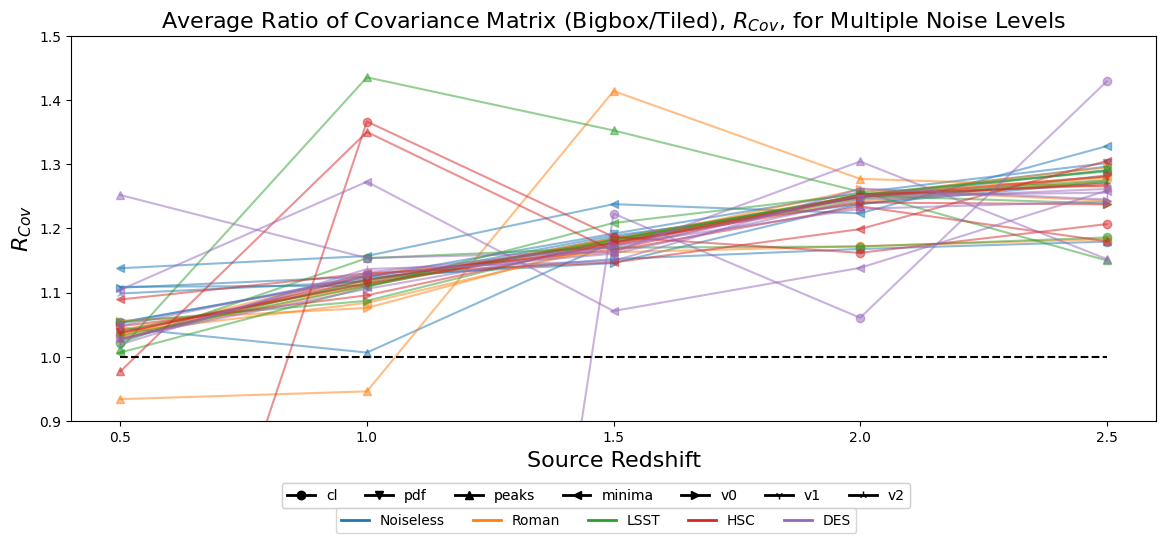 Average Ratio of Covariance Matrix (Bigbox/Tiled), R_Cov, for Multiple Noise Levels
1.5
1.4
1.3
1.2
1.1
1.0
0.9
R_Cov
0.5 1.0 1.5 2.0 2.5
Source Redshift
cl pdf peaks minima v0 v1 v2
Noiseless Roman LSST HSC DES